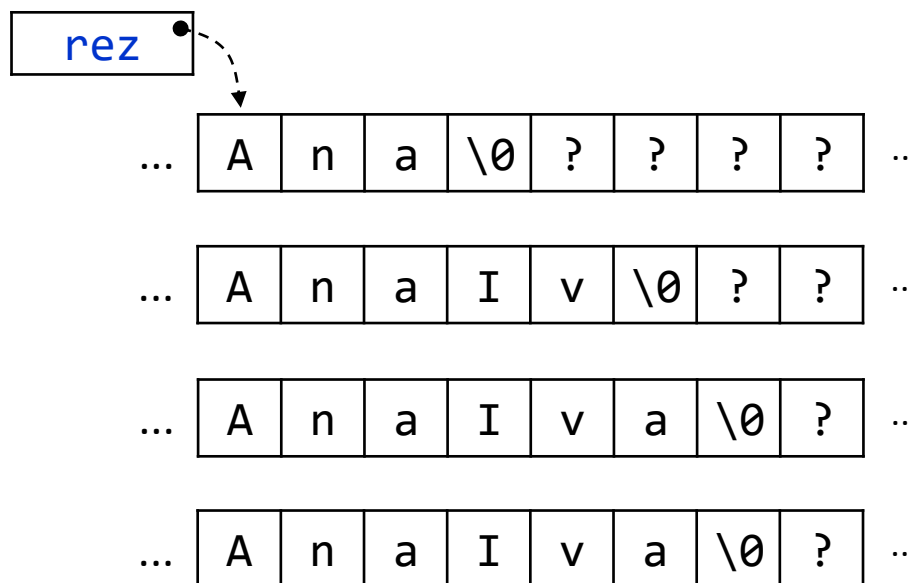 rez
... A n a \0 ? ? ? ? ..
... A n a I v \0 ? ? ..
... A n a I v a \0 ? ..
... A n a I v a \0 ? ..